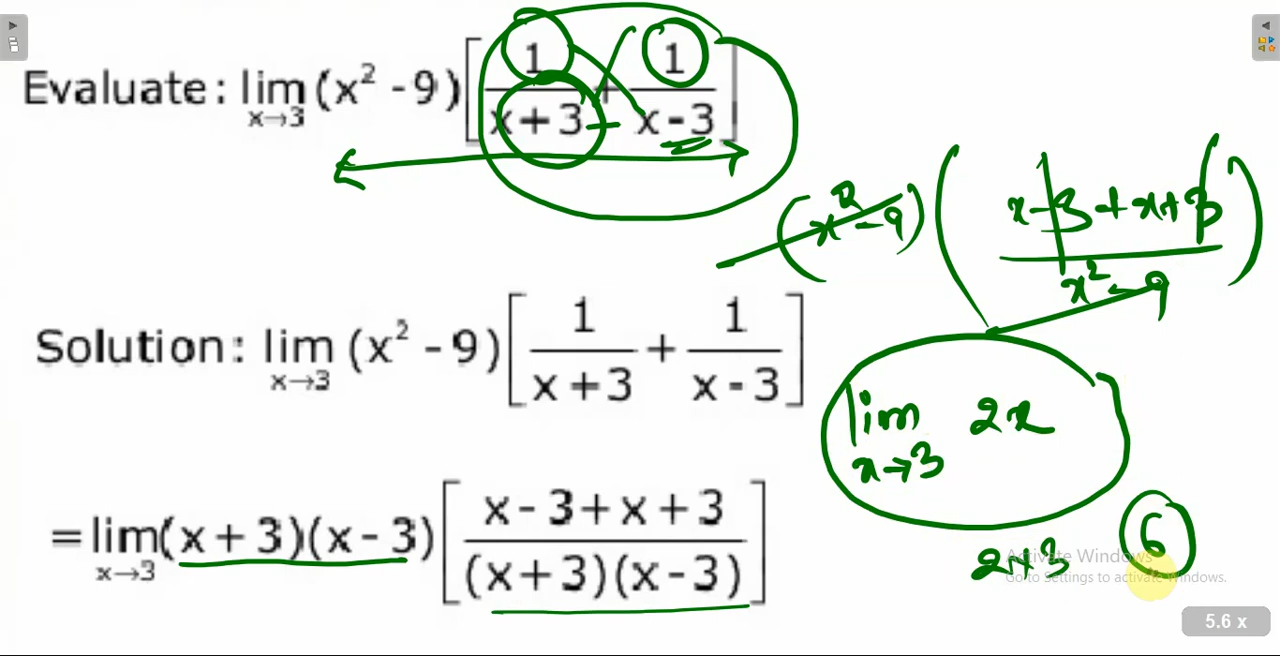 Evaluate: lim x→3 (x² - 9) [ 1/(x+3) + 1/(x-3) ]
(x² - 9) ( (x - 3 + x + 3)/(x² - 9) )
Solution: lim x→3 (x² - 9) [ 1/(x+3) + 1/(x-3) ]
lim x→3 2x
= lim x→3 (x+3)(x-3) [ (x-3+x+3)/((x+3)(x-3)) ]
2×3 6
Activate Windows
Go to Settings to activate Windows.
5.6 x